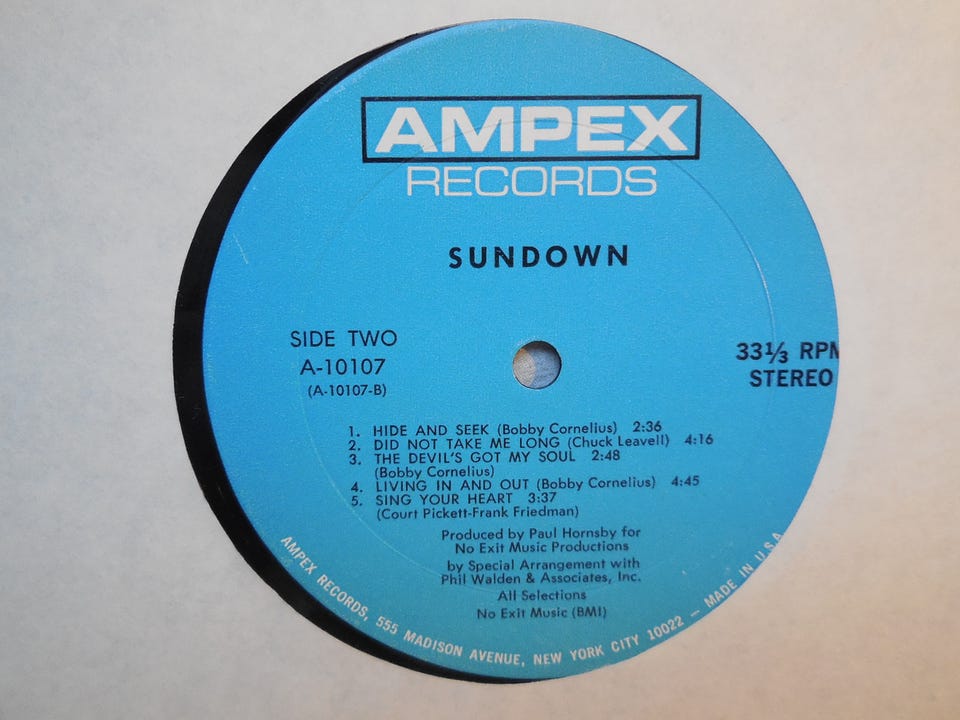 AMPEX
RECORDS
SUNDOWN
SIDE TWO
A-10107
(A-10107-B)
33⅓ RPM
STEREO
1. HIDE AND SEEK (Bobby Cornelius) 2:36
2. DID NOT TAKE ME LONG (Chuck Leavell) 4:16
3. THE DEVIL'S GOT MY SOUL 2:48
(Bobby Cornelius)
4. LIVING IN AND OUT (Bobby Cornelius) 4:45
5. SING YOUR HEART 3:37
(Court Pickett-Frank Friedman)
Produced by Paul Hornsby for
No Exit Music Productions
by Special Arrangement with
Phil Walden & Associates, Inc.
All Selections
No Exit Music (BMI)
AMPEX RECORDS, 555 MADISON AVENUE, NEW YORK CITY 10022 — MADE IN U.S.A